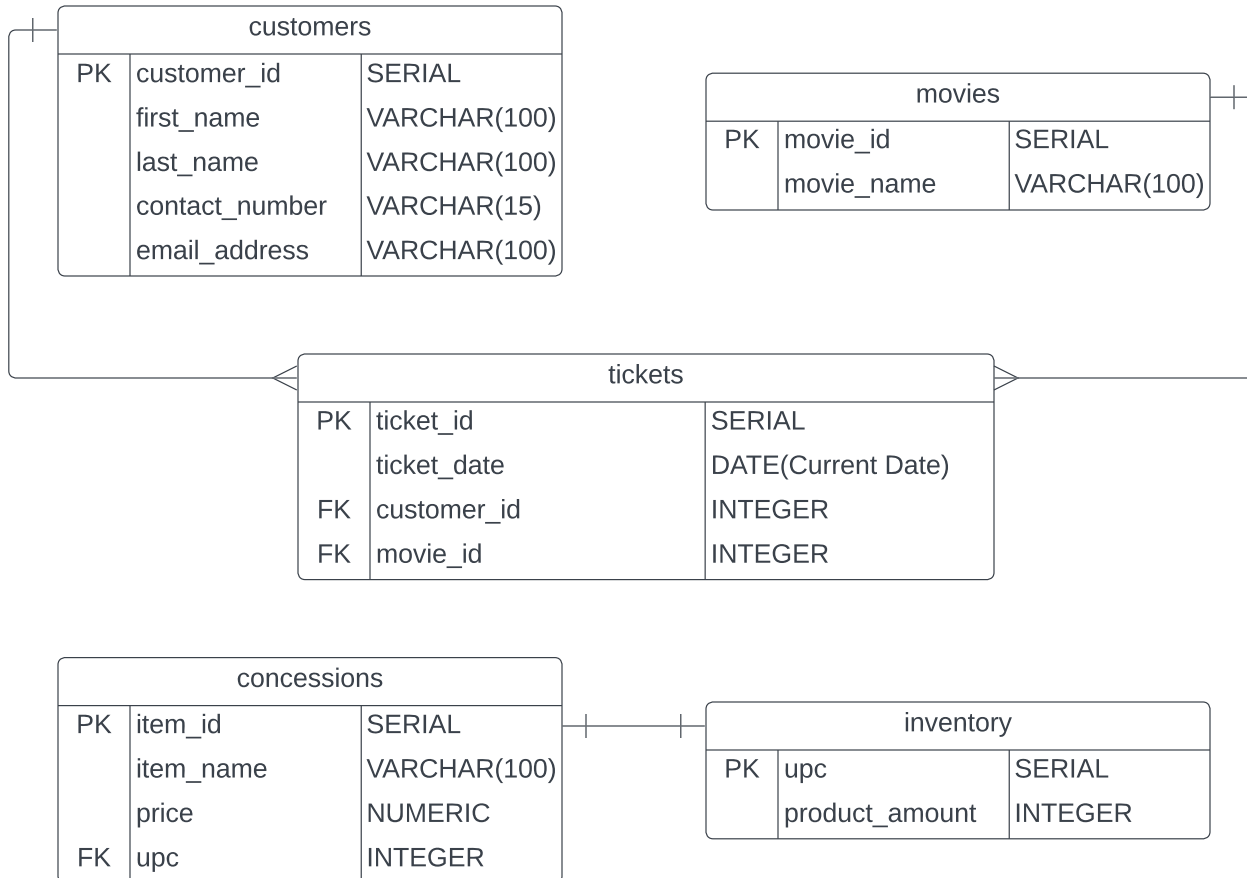 customers
PK customer_id SERIAL
first_name VARCHAR(100)
last_name VARCHAR(100)
contact_number VARCHAR(15)
email_address VARCHAR(100)
movies
PK movie_id SERIAL
movie_name VARCHAR(100)
tickets
PK ticket_id SERIAL
ticket_date DATE(Current Date)
FK customer_id INTEGER
FK movie_id INTEGER
concessions
PK item_id SERIAL
item_name VARCHAR(100)
price NUMERIC
FK upc INTEGER
inventory
PK upc SERIAL
product_amount INTEGER